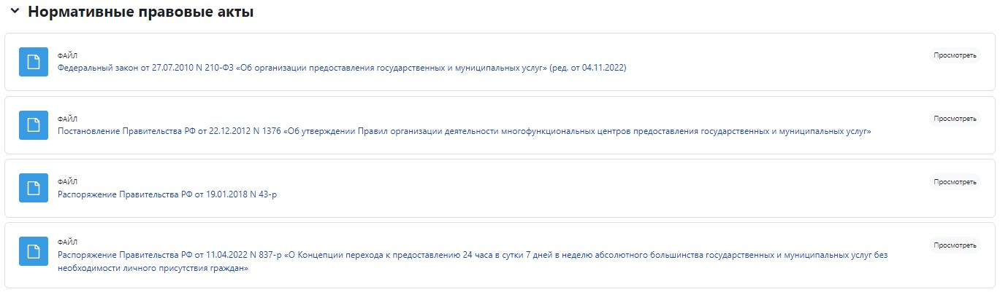 Нормативные правовые акты
ФАЙЛ
Просмотреть
Федеральный закон от 27.07.2010 N 210-ФЗ «Об организации предоставления государственных и муниципальных услуг» (ред. от 04.11.2022)
ФАЙЛ
Просмотреть
Постановление Правительства РФ от 22.12.2012 N 1376 «Об утверждении Правил организации деятельности многофункциональных центров предоставления государственных и муниципальных услуг»
ФАЙЛ
Просмотреть
Распоряжение Правительства РФ от 19.01.2018 N 43-р
ФАЙЛ
Просмотреть
Распоряжение Правительства РФ от 11.04.2022 N 837-р «О Концепции перехода к предоставлению 24 часа в сутки 7 дней в неделю абсолютного большинства государственных и муниципальных услуг без
необходимости личного присутствия граждан»